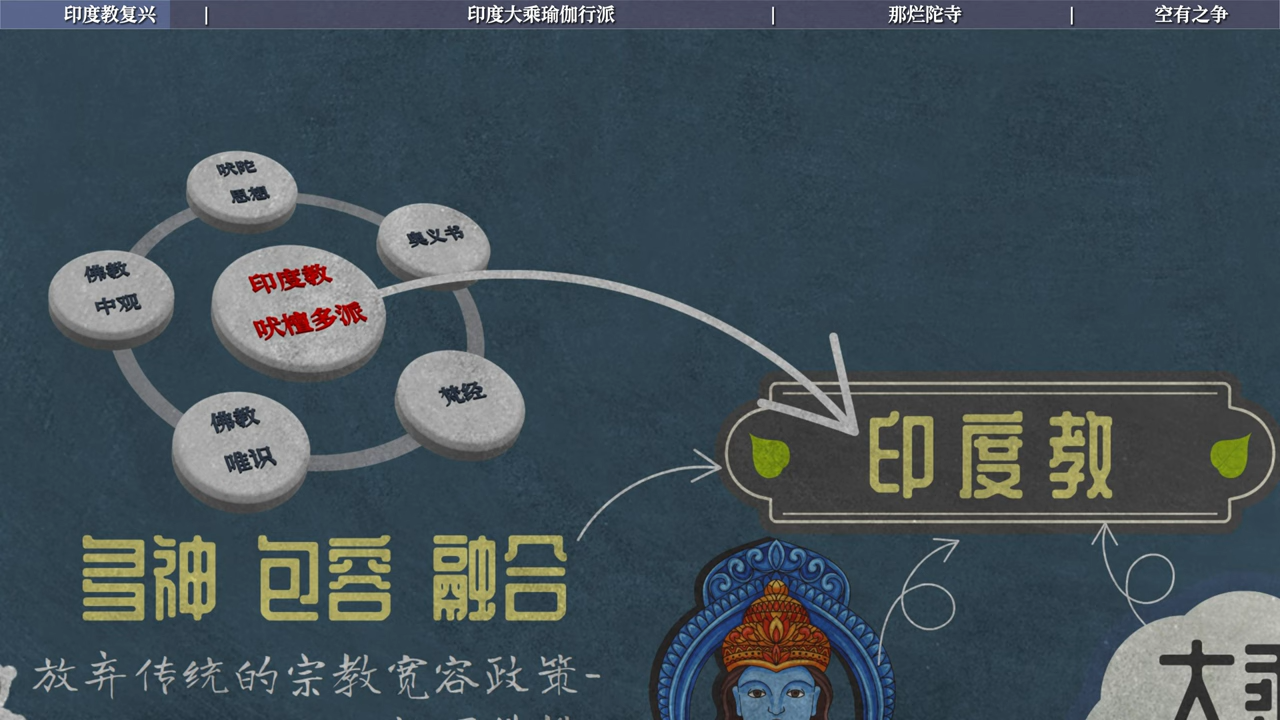 印度教复兴 | 印度大乘瑜伽行派 | 那烂陀寺 | 空有之争
吠陀
思想
奥义书
佛教
中观
印度教
吠檀多派
梵经
佛教
唯识
印度教
多神 包容 融合
放弃传统的宗教宽容政策-
大乘